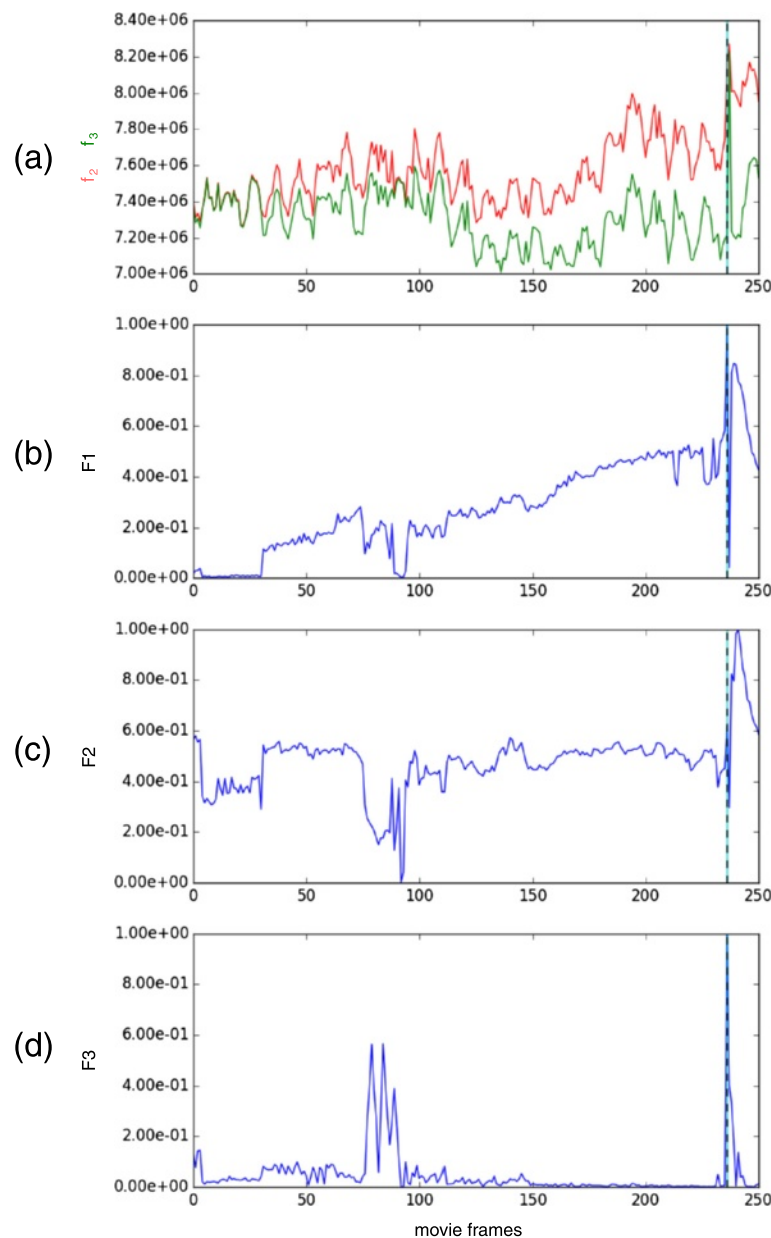 (a)
f2 f3
8.40e+06
8.20e+06
8.00e+06
7.80e+06
7.60e+06
7.40e+06
7.20e+06
7.00e+06
0 50 100 150 200 250
(b)
F1
1.00e+00
8.00e-01
6.00e-01
4.00e-01
2.00e-01
0.00e+00
0 50 100 150 200 250
(c)
F2
1.00e+00
8.00e-01
6.00e-01
4.00e-01
2.00e-01
0.00e+00
0 50 100 150 200 250
(d)
F3
1.00e+00
8.00e-01
6.00e-01
4.00e-01
2.00e-01
0.00e+00
0 50 100 150 200 250
movie frames